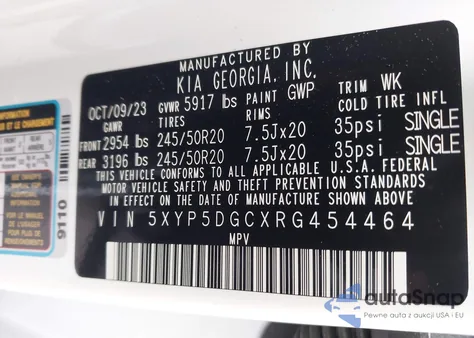 MANUFACTURED BY
KIA GEORGIA, INC.
OCT/09/23 GVWR 5917 lbs PAINT GWP TRIM WK
GAWR TIRES RIMS COLD TIRE INFL
FRONT 2954 lbs 245/50R20 7.5Jx20 35psi SINGLE
REAR 3196 lbs 245/50R20 7.5Jx20 35psi SINGLE
THIS VEHICLE CONFORMS TO ALL APPLICABLE U.S.A. FEDERAL
MOTOR VEHICLE SAFETY AND THEFT PREVENTION STANDARDS
IN EFFECT ON THE DATE OF MANUFACTURE SHOWN ABOVE
VIN 5XYP5DGCXRG454464
MPV
9110
autoSnap
Pewne auta z aukcji USA i EU